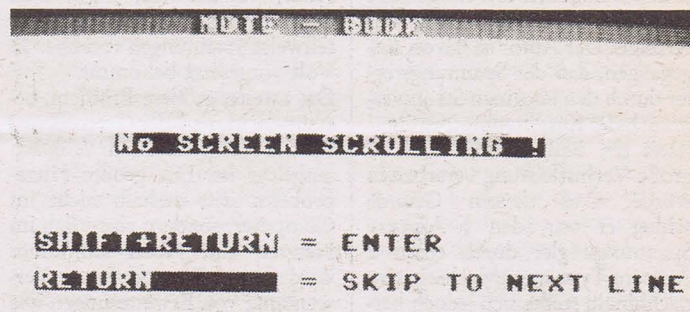 NOTE - BOOK
No SCREEN SCROLLING !
SHIFT+RETURN = ENTER
RETURN = SKIP TO NEXT LINE